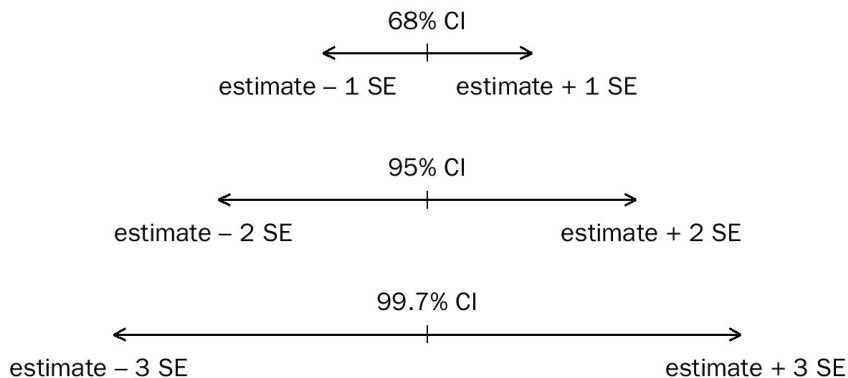 68% CI
estimate – 1 SE estimate + 1 SE
95% CI
estimate – 2 SE estimate + 2 SE
99.7% CI
estimate – 3 SE estimate + 3 SE